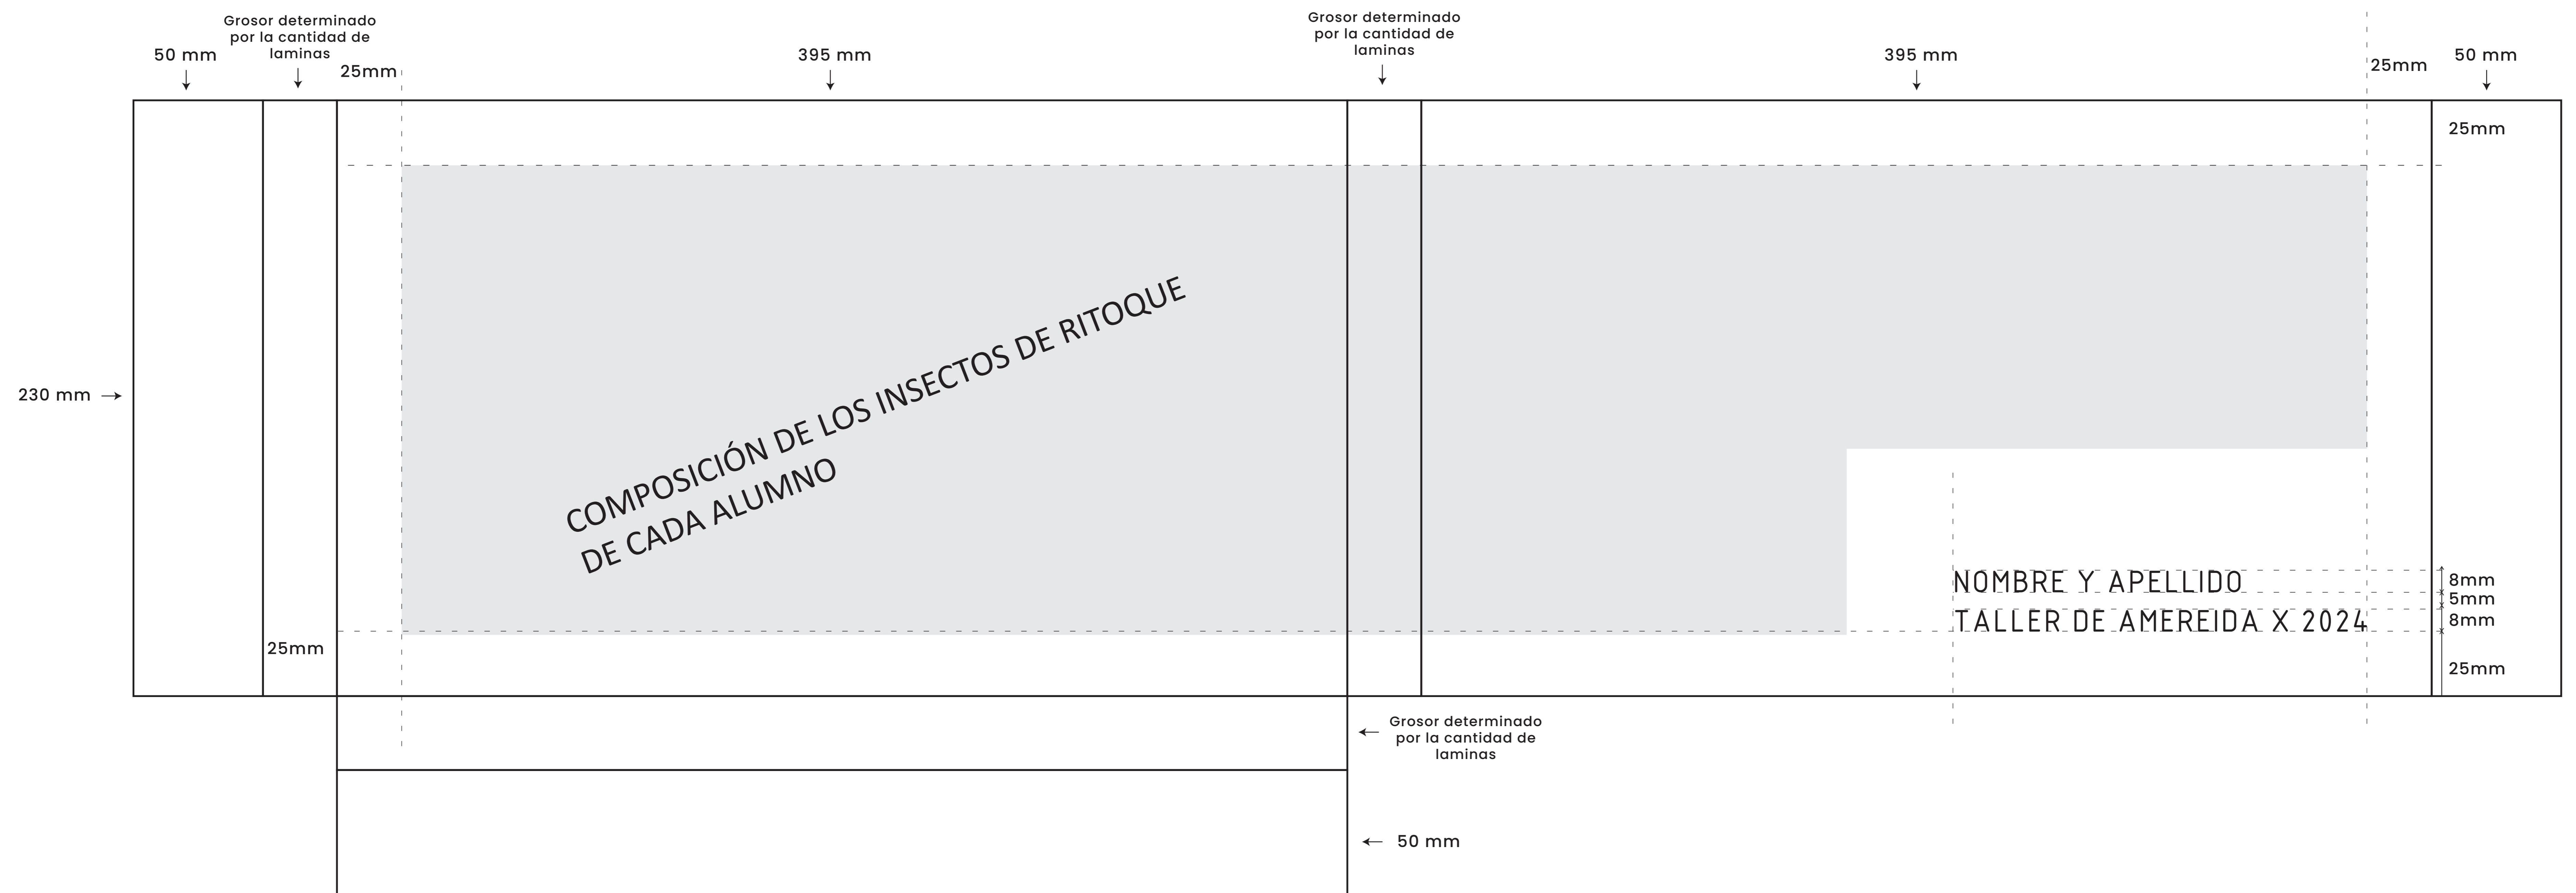 Grosor determinado
por la cantidad de
laminas
50 mm
25mm
395 mm
Grosor determinado
por la cantidad de
laminas
395 mm
25mm
50 mm
25mm
230 mm
COMPOSICIÓN DE LOS INSECTOS DE RITOQUE
DE CADA ALUMNO
NOMBRE Y APELLIDO
8mm
5mm
TALLER DE AMEREIDA X 2024
8mm
25mm
25mm
Grosor determinado
por la cantidad de
laminas
50 mm